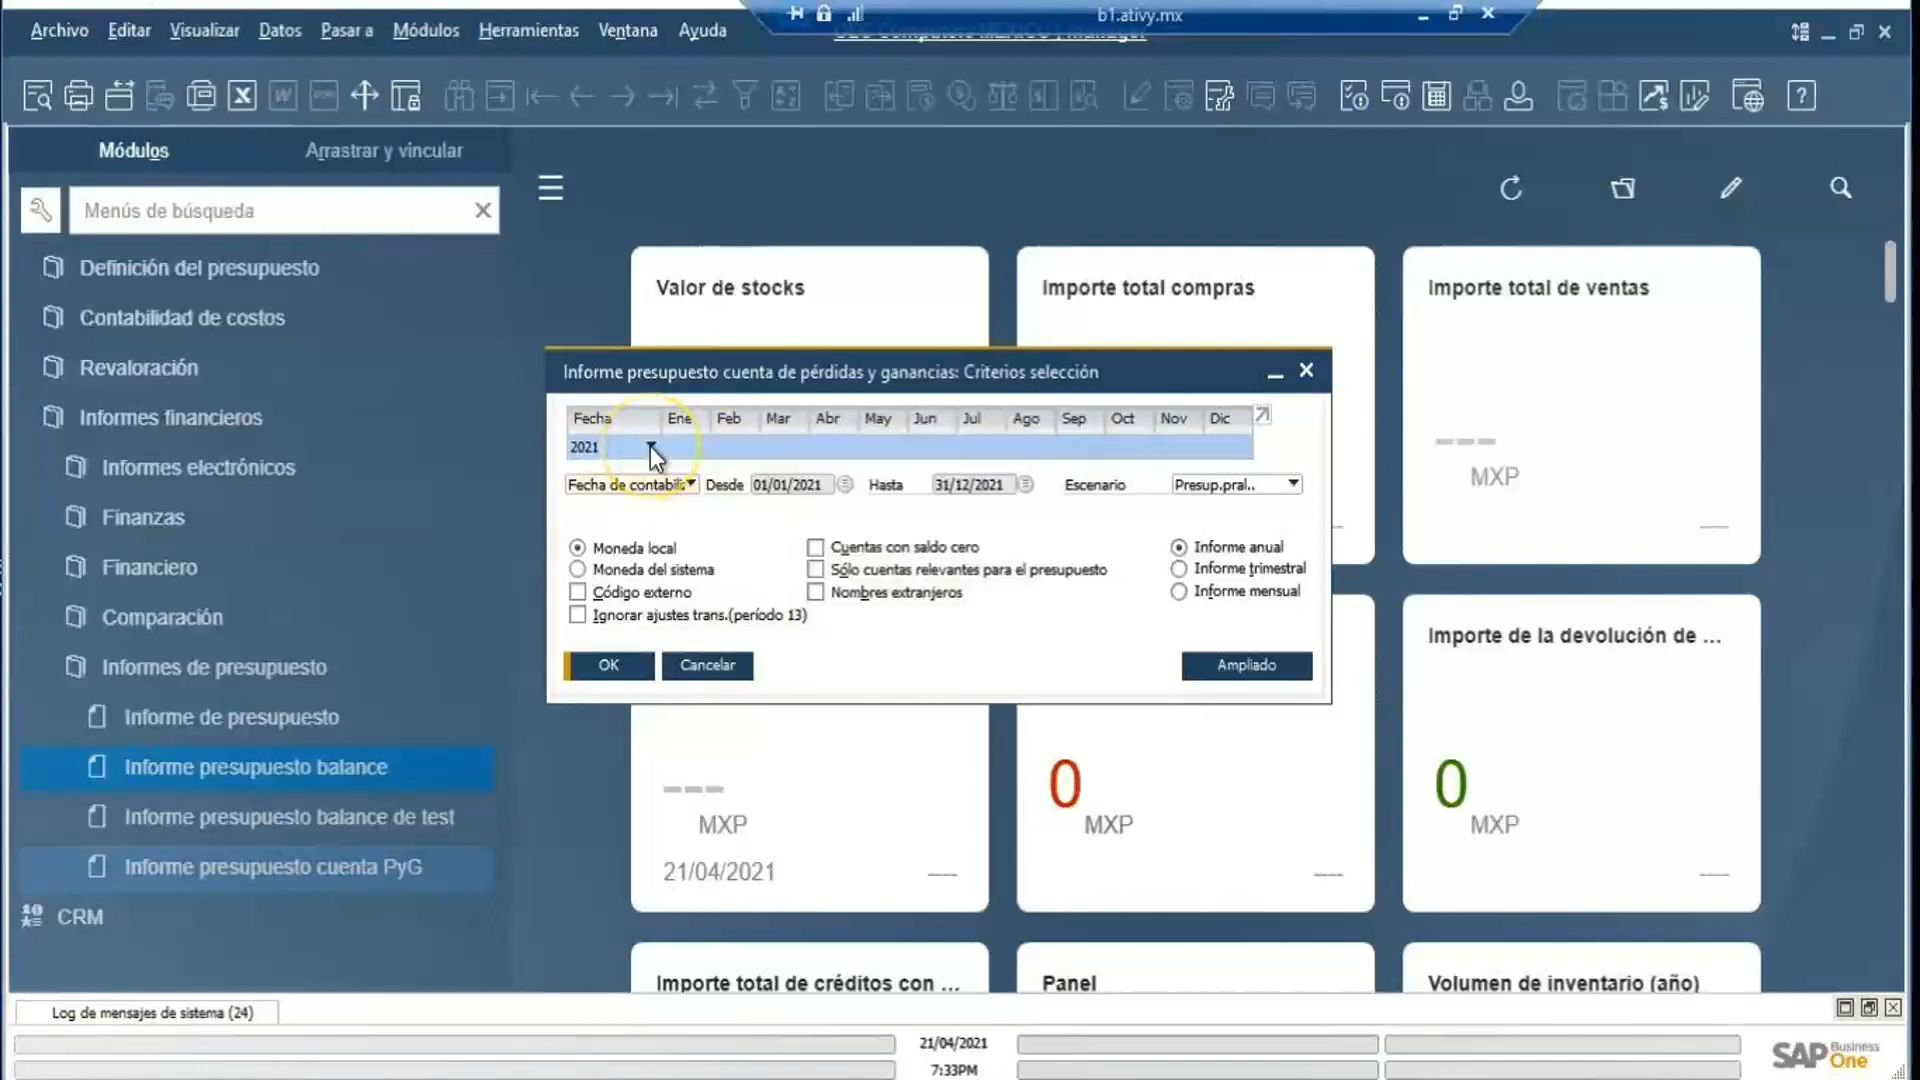 b1.ativy.mx
Archivo Editar Visualizar Datos Pasar a Módulos Herramientas Ventana Ayuda
Módulos Arrastrar y vincular
Menús de búsqueda
Definición del presupuesto
Contabilidad de costos
Revaloración
Informes financieros
Informes electrónicos
Finanzas
Financiero
Comparación
Informes de presupuesto
Informe de presupuesto
Informe presupuesto balance
Informe presupuesto balance de test
Informe presupuesto cuenta PyG
CRM
Valor de stocks
Importe total compras
Importe total de ventas
MXP
Informe presupuesto cuenta de pérdidas y ganancias: Criterios selección
Fecha Ene Feb Mar Abr May Jun Jul Ago Sep Oct Nov Dic
2021
Fecha de contabili Desde 01/01/2021 Hasta 31/12/2021 Escenario Presup.pral..
Moneda local Cuentas con saldo cero Informe anual
Moneda del sistema Sólo cuentas relevantes para el presupuesto Informe trimestral
Código externo Nombres extranjeros Informe mensual
Ignorar ajustes trans.(período 13)
OK Cancelar Ampliado
Importe de la devolución de ...
MXP
21/04/2021
0
MXP
0
MXP
Importe total de créditos con ...
Panel
Volumen de inventario (año)
Log de mensajes de sistema (24)
21/04/2021
7:33PM
SAP Business One